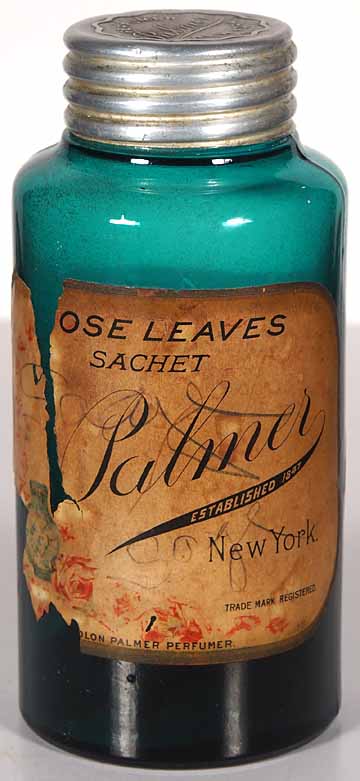 OSE LEAVES
SACHET
Palmer
ESTABLISHED 1847
New York.
TRADE MARK REGISTERED.
OLON PALMER PERFUMER.